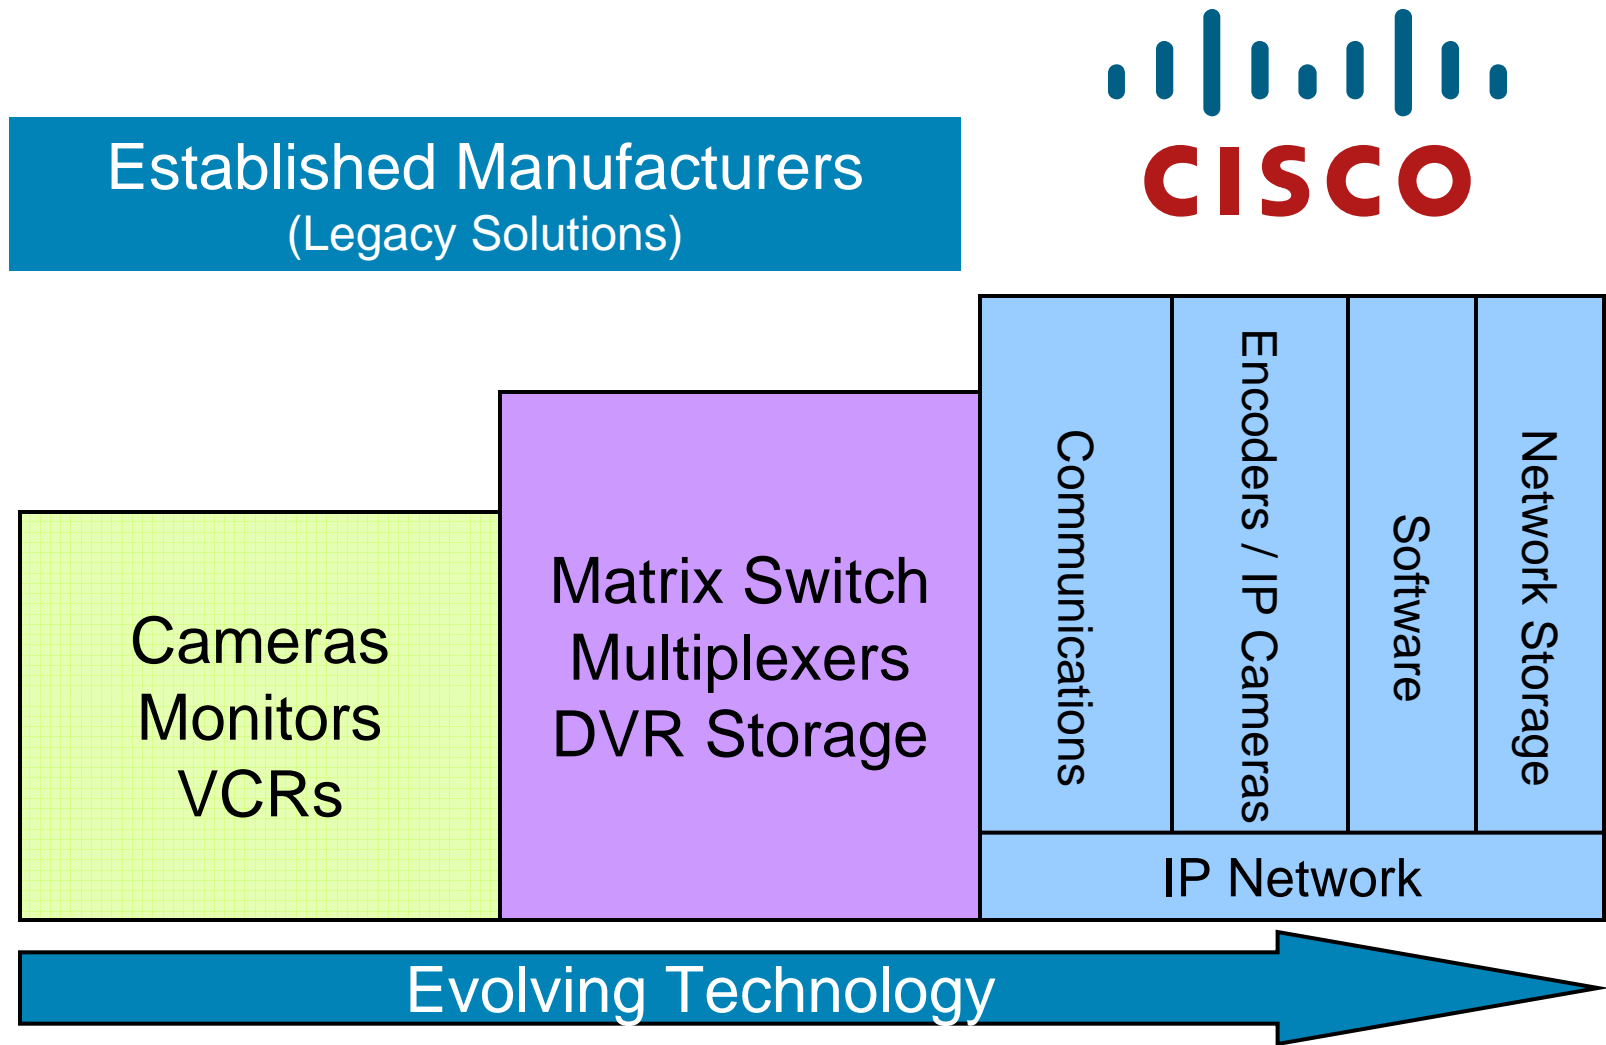 CISCO
Established Manufacturers
(Legacy Solutions)
Cameras
Monitors
VCRs
Matrix Switch
Multiplexers
DVR Storage
Communications
Encoders / IP Cameras
Software
Network Storage
IP Network
Evolving Technology